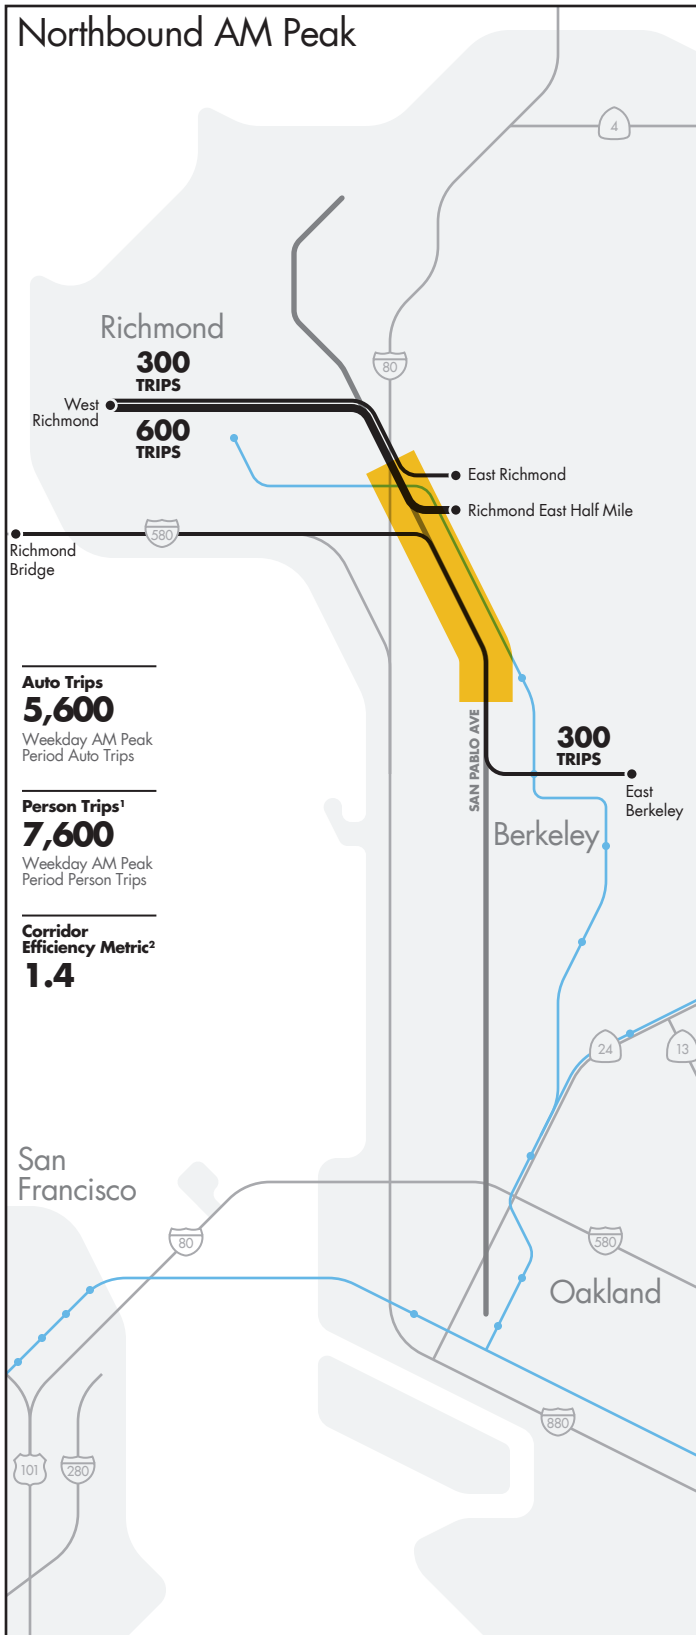 Northbound AM Peak
4
Richmond
300
TRIPS
80
West
Richmond
600
TRIPS
East Richmond
Richmond East Half Mile
580
Richmond
Bridge
Auto Trips
5,600
Weekday AM Peak
Period Auto Trips
SAN PABLO AVE
300
TRIPS
East
Berkeley
Person Trips¹
7,600
Weekday AM Peak
Period Person Trips
Berkeley
Corridor
Efficiency Metric²
1.4
24
13
San
Francisco
80
580
Oakland
880
101
280